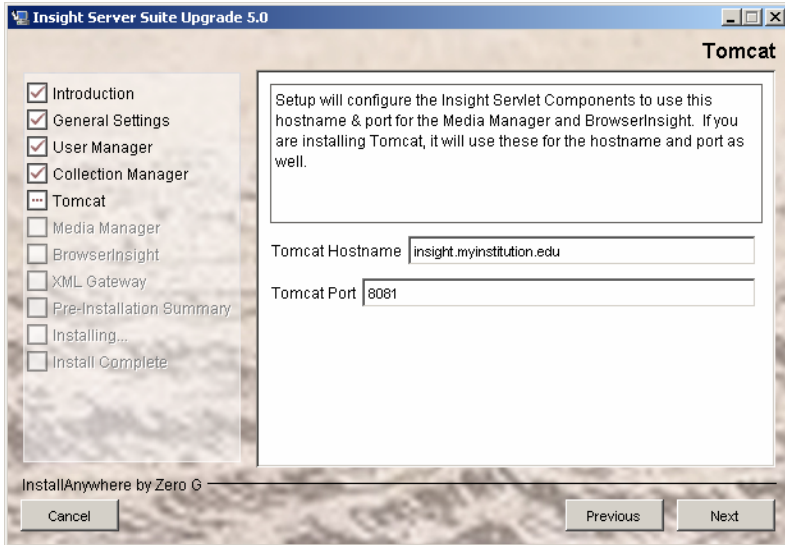 Insight Server Suite Upgrade 5.0
Tomcat
Introduction
General Settings
User Manager
Collection Manager
Tomcat
Media Manager
BrowserInsight
XML Gateway
Pre-Installation Summary
Installing...
Install Complete
Setup will configure the Insight Servlet Components to use this
hostname & port for the Media Manager and BrowserInsight. If you
are installing Tomcat, it will use these for the hostname and port as
well.
Tomcat Hostname insight.myinstitution.edu
Tomcat Port 8081
InstallAnywhere by Zero G
Cancel Previous Next